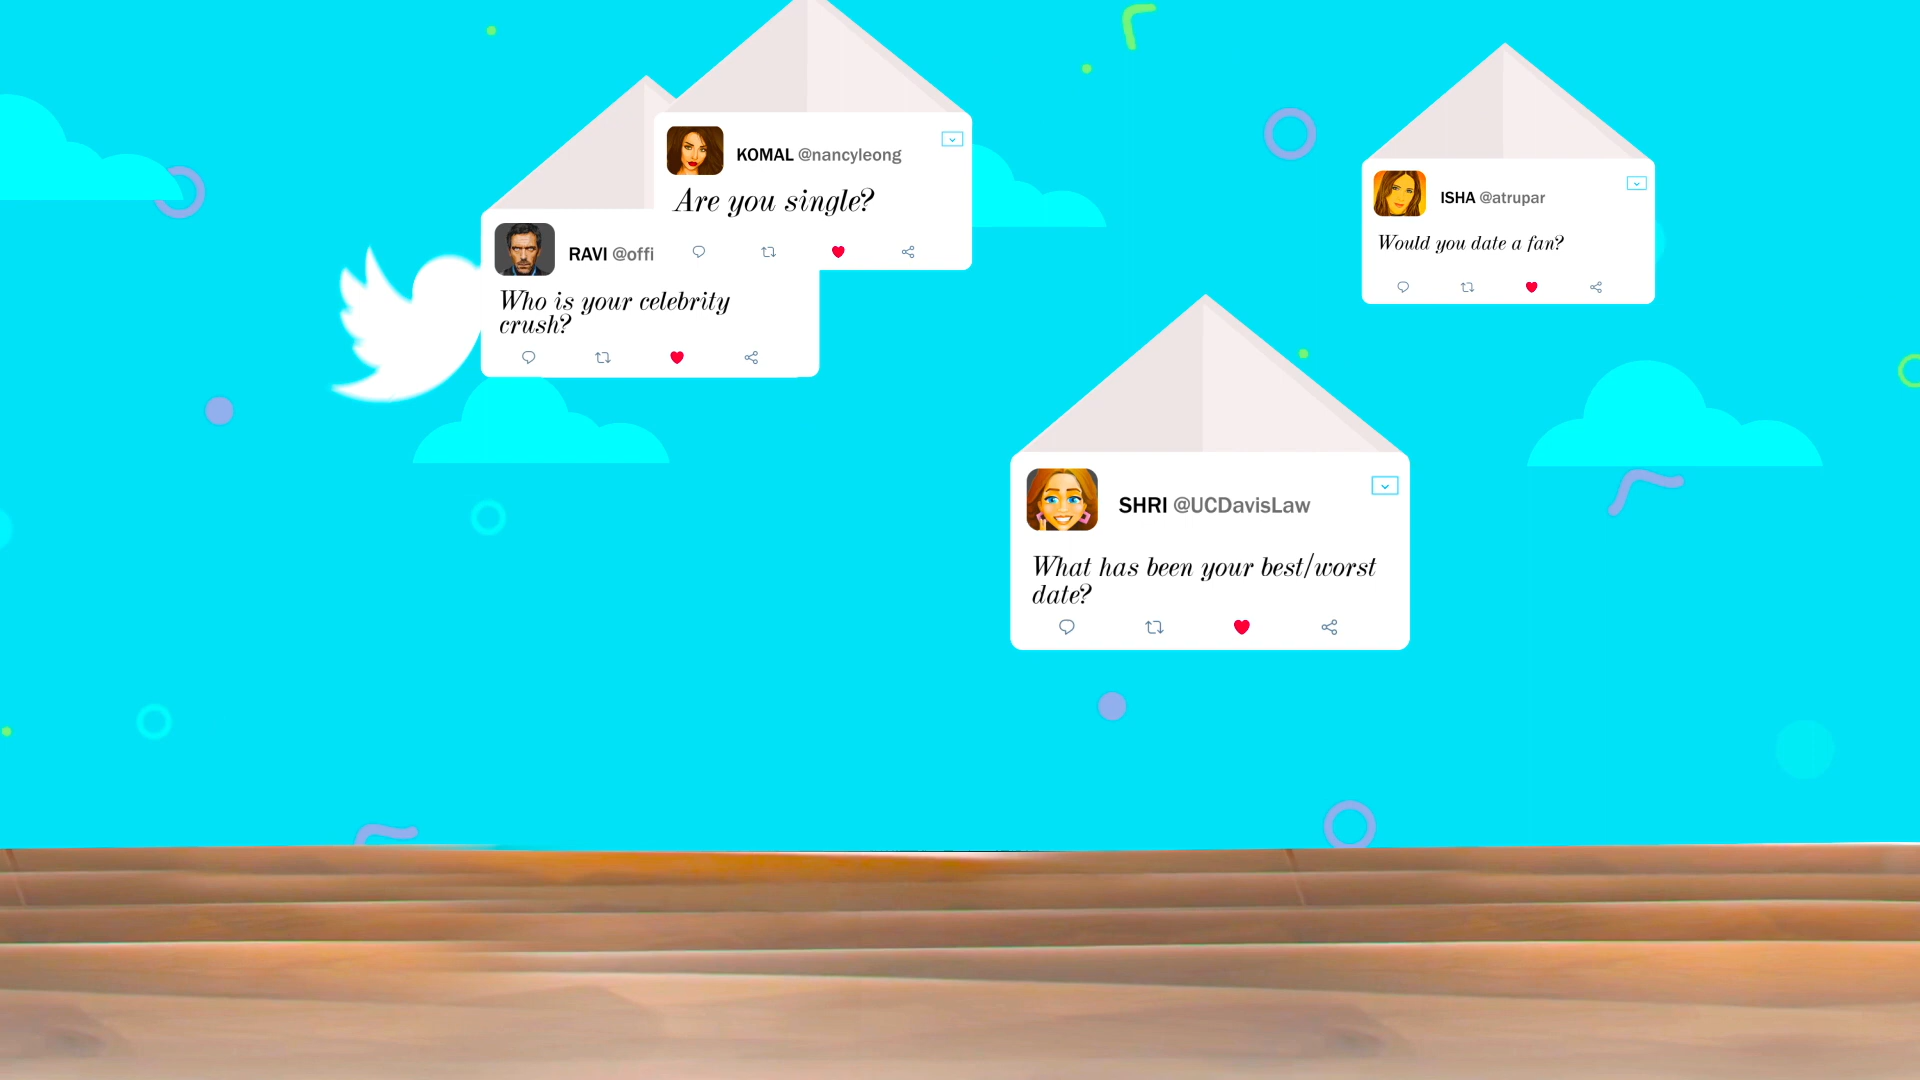 KOMAL @nancyleong
Are you single?
RAVI @offi
Who is your celebrity
crush?
ISHA @atrupar
Would you date a fan?
SHRI @UCDavisLaw
What has been your best/worst
date?